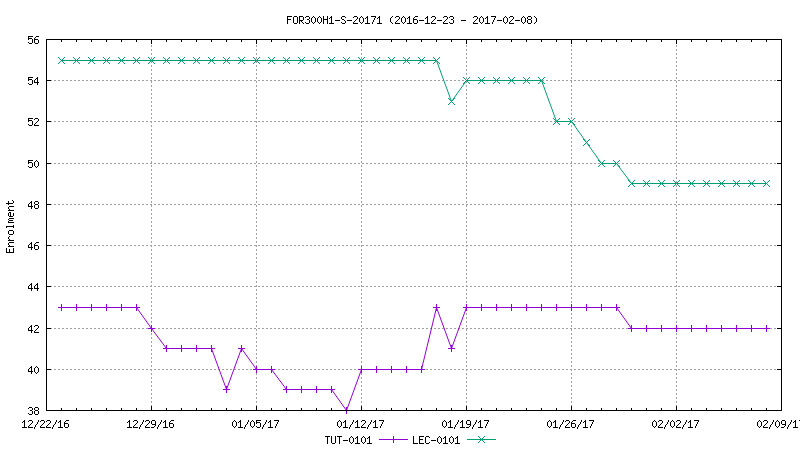 FOR300H1-S-20171 (2016-12-23 - 2017-02-08)
56
54
52
50
48
46
44
42
40
38
Enrolment
12/22/16 12/29/16 01/05/17 01/12/17 01/19/17 01/26/17 02/02/17 02/09/17
TUT-0101 LEC-0101